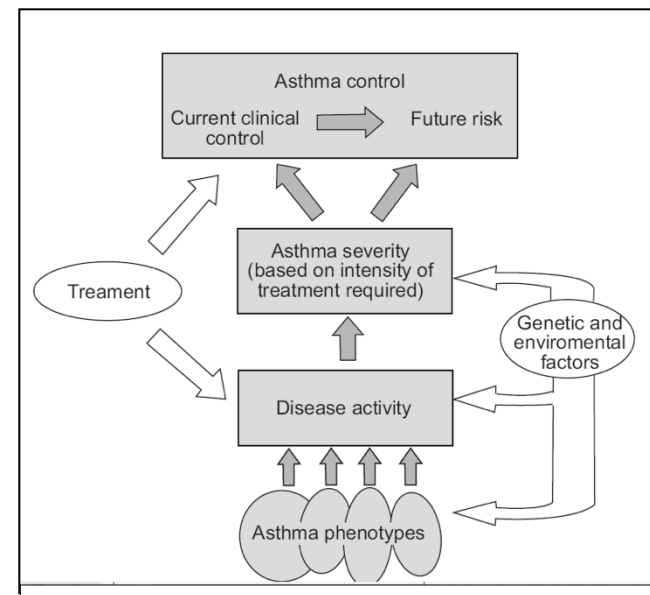 Asthma control
Current clinical
control
Future risk
Asthma severity
(based on intensity of
treatment required)
Treament
Genetic and
enviromental
factors
Disease activity
Asthma phenotypes